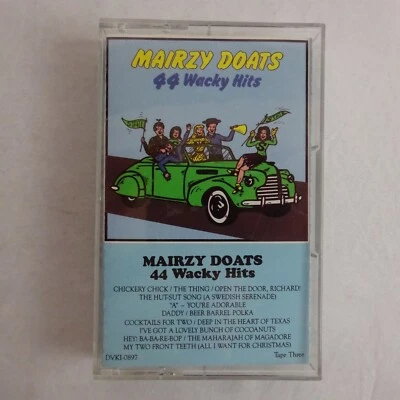 MAIRZY DOATS
44 Wacky Hits
MAIRZY DOATS
44 Wacky Hits
CHICKERY CHICK / THE THING / OPEN THE DOOR, RICHARD!
THE HUT-SUT SONG (A SWEDISH SERENADE)
"A" – YOU'RE ADORABLE
DADDY / BEER BARREL POLKA
COCKTAILS FOR TWO / DEEP IN THE HEART OF TEXAS
I'VE GOT A LOVELY BUNCH OF COCOANUTS
HEY! BA-BA-RE-BOP / THE MAHARAJAH OF MAGADORE
MY TWO FRONT TEETH (ALL I WANT FOR CHRISTMAS)
DVK1-0897 Tape Three